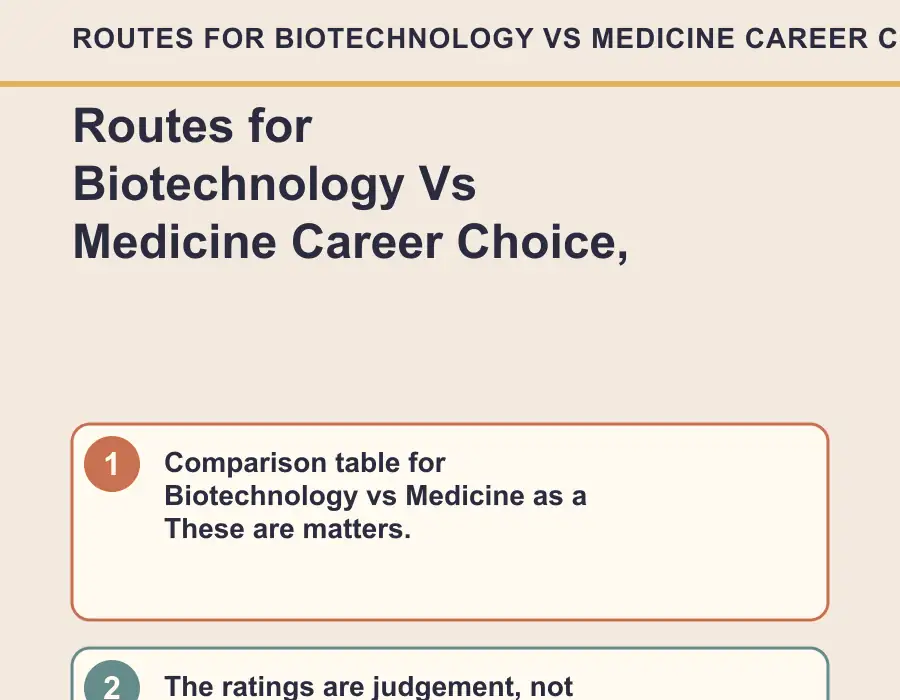 ROUTES FOR BIOTECHNOLOGY VS MEDICINE CAREER C
Routes for
Biotechnology Vs
Medicine Career Choice,
1
Comparison table for
Biotechnology vs Medicine as a
These are matters.
2
The ratings are judgement, not